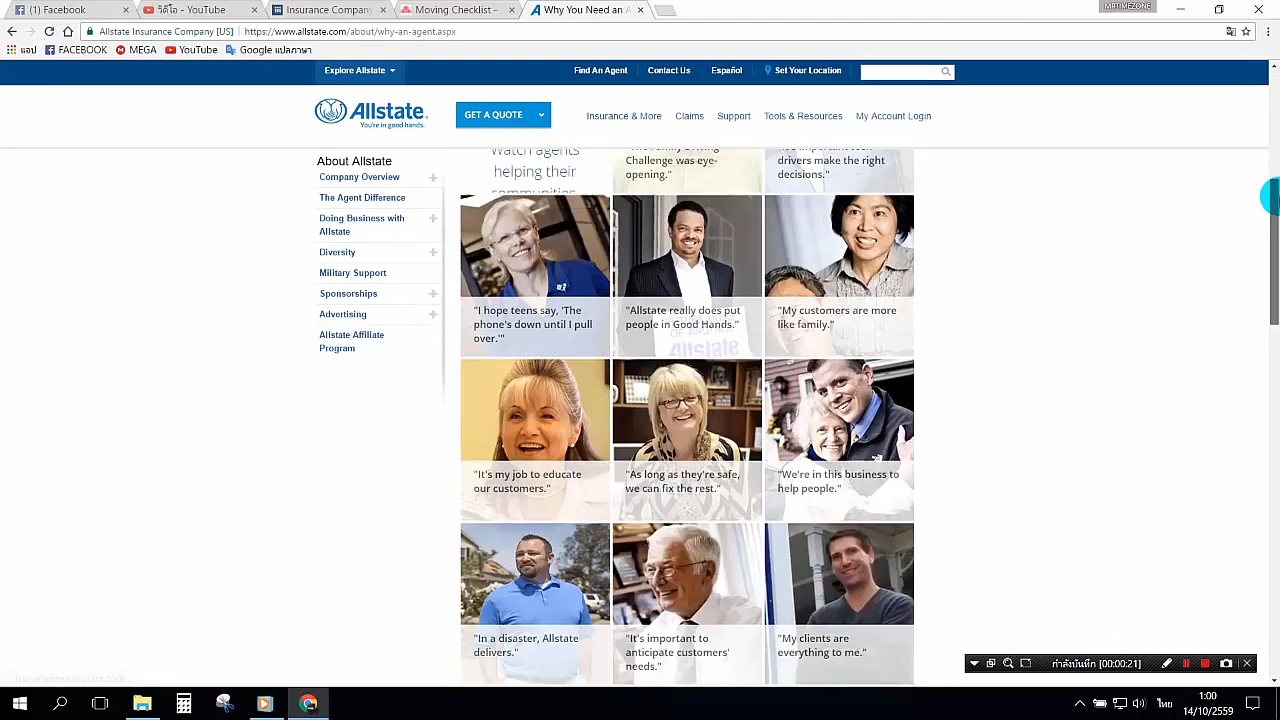 (1) Facebook
วิดีโอ - YouTube
Insurance Company
Moving Checklist –
Why You Need an A
MRTIMEZONE
Allstate Insurance Company [US]
https://www.allstate.com/about/why-an-agent.aspx
แอป
FACEBOOK
MEGA
YouTube
Google แปลภาษา
Explore Allstate
Find An Agent
Contact Us
Español
Set Your Location
Allstate.
You're in good hands.
GET A QUOTE
Insurance & More
Claims
Support
Tools & Resources
My Account Login
About Allstate
Company Overview
The Agent Difference
Doing Business with
Allstate
Diversity
Military Support
Sponsorships
Advertising
Allstate Affiliate
Program
Watch agents
helping their
communities
Challenge was eye-
opening."
drivers make the right
decisions."
"I hope teens say, 'The
phone's down until I pull
over.'"
"Allstate really does put
people in Good Hands."
Allstate
"My customers are more
like family."
"It's my job to educate
our customers."
"As long as they're safe,
we can fix the rest."
"We're in this business to
help people."
"In a disaster, Allstate
delivers."
"It's important to
anticipate customers'
needs."
"My clients are
everything to me."
กำลังบันทึก [00:00:21]
ไทย
1:00
14/10/2559